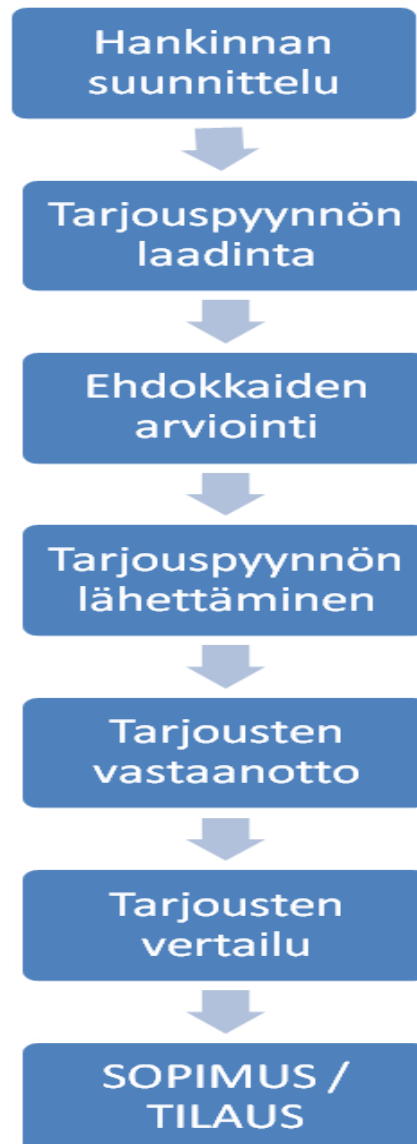 Hankinnan
suunnittelu
Tarjouspyynnön
laadinta
Ehdokkaiden
arviointi
Tarjouspyynnön
lähettäminen
Tarjousten
vastaanotto
Tarjousten
vertailu
SOPIMUS /
TILAUS